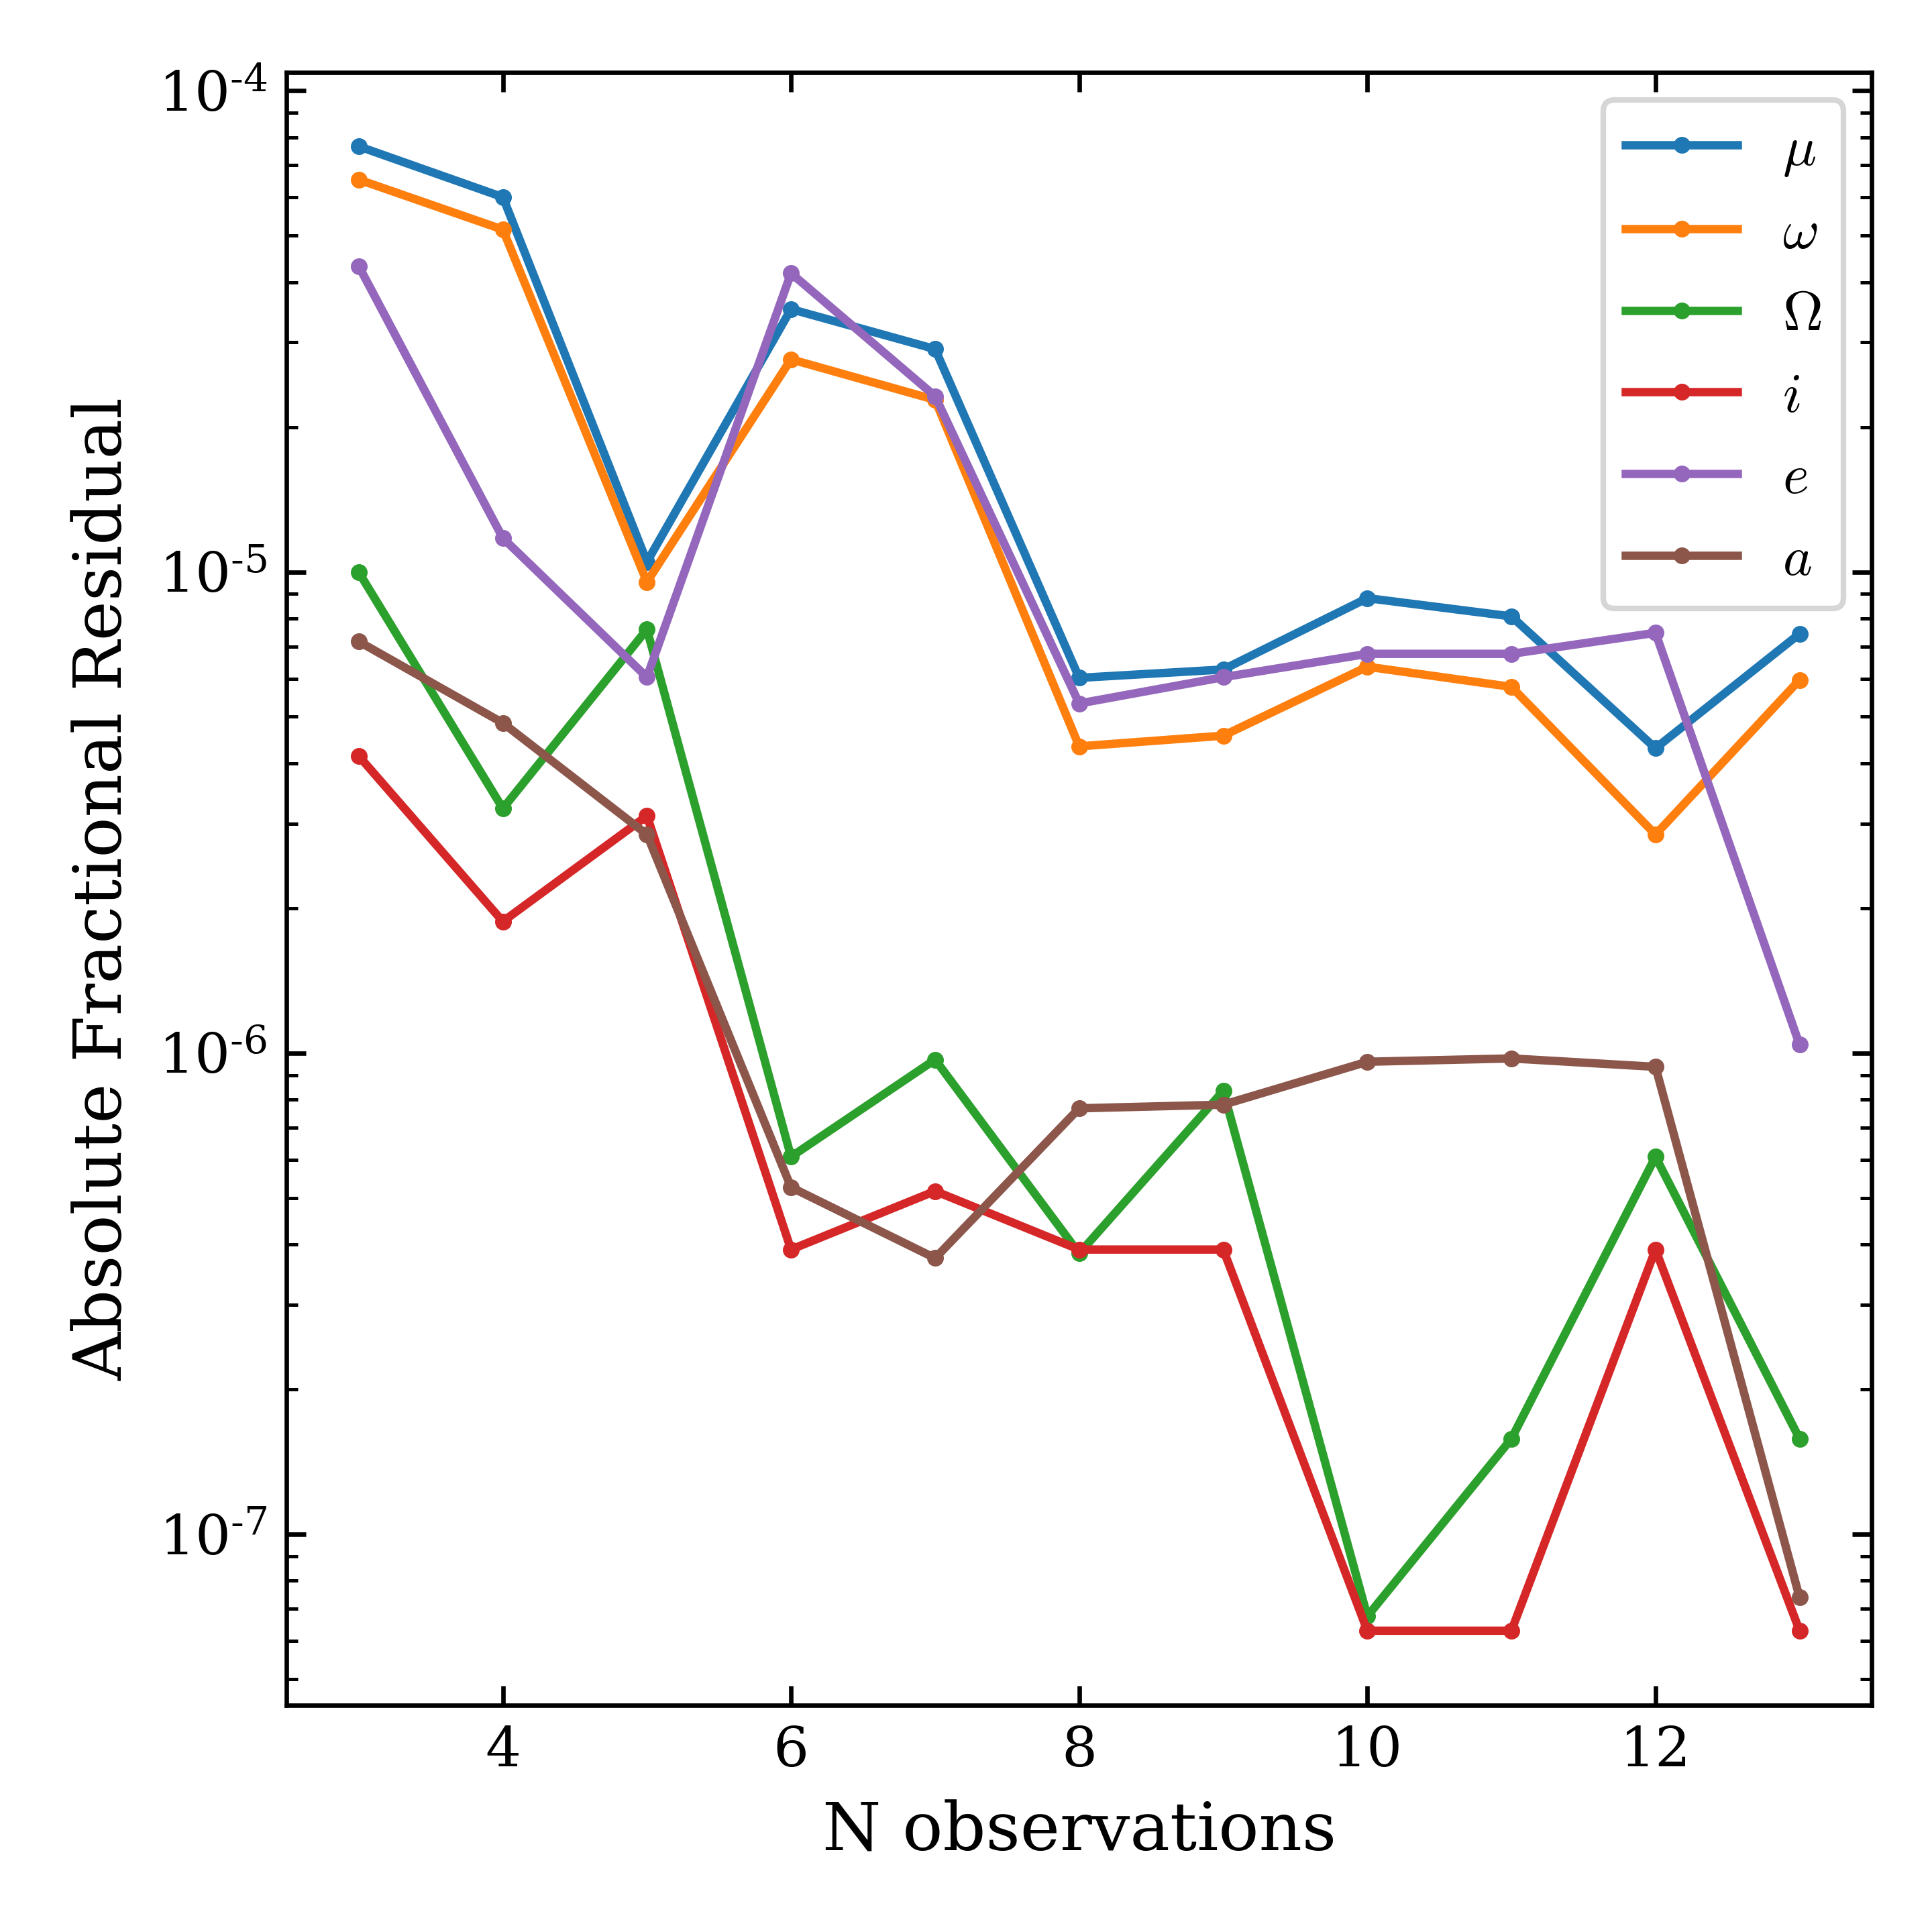 Absolute Fractional Residual
10^-4
10^-5
10^-6
10^-7
μ
ω
Ω
i
e
a
4 6 8 10 12
N observations